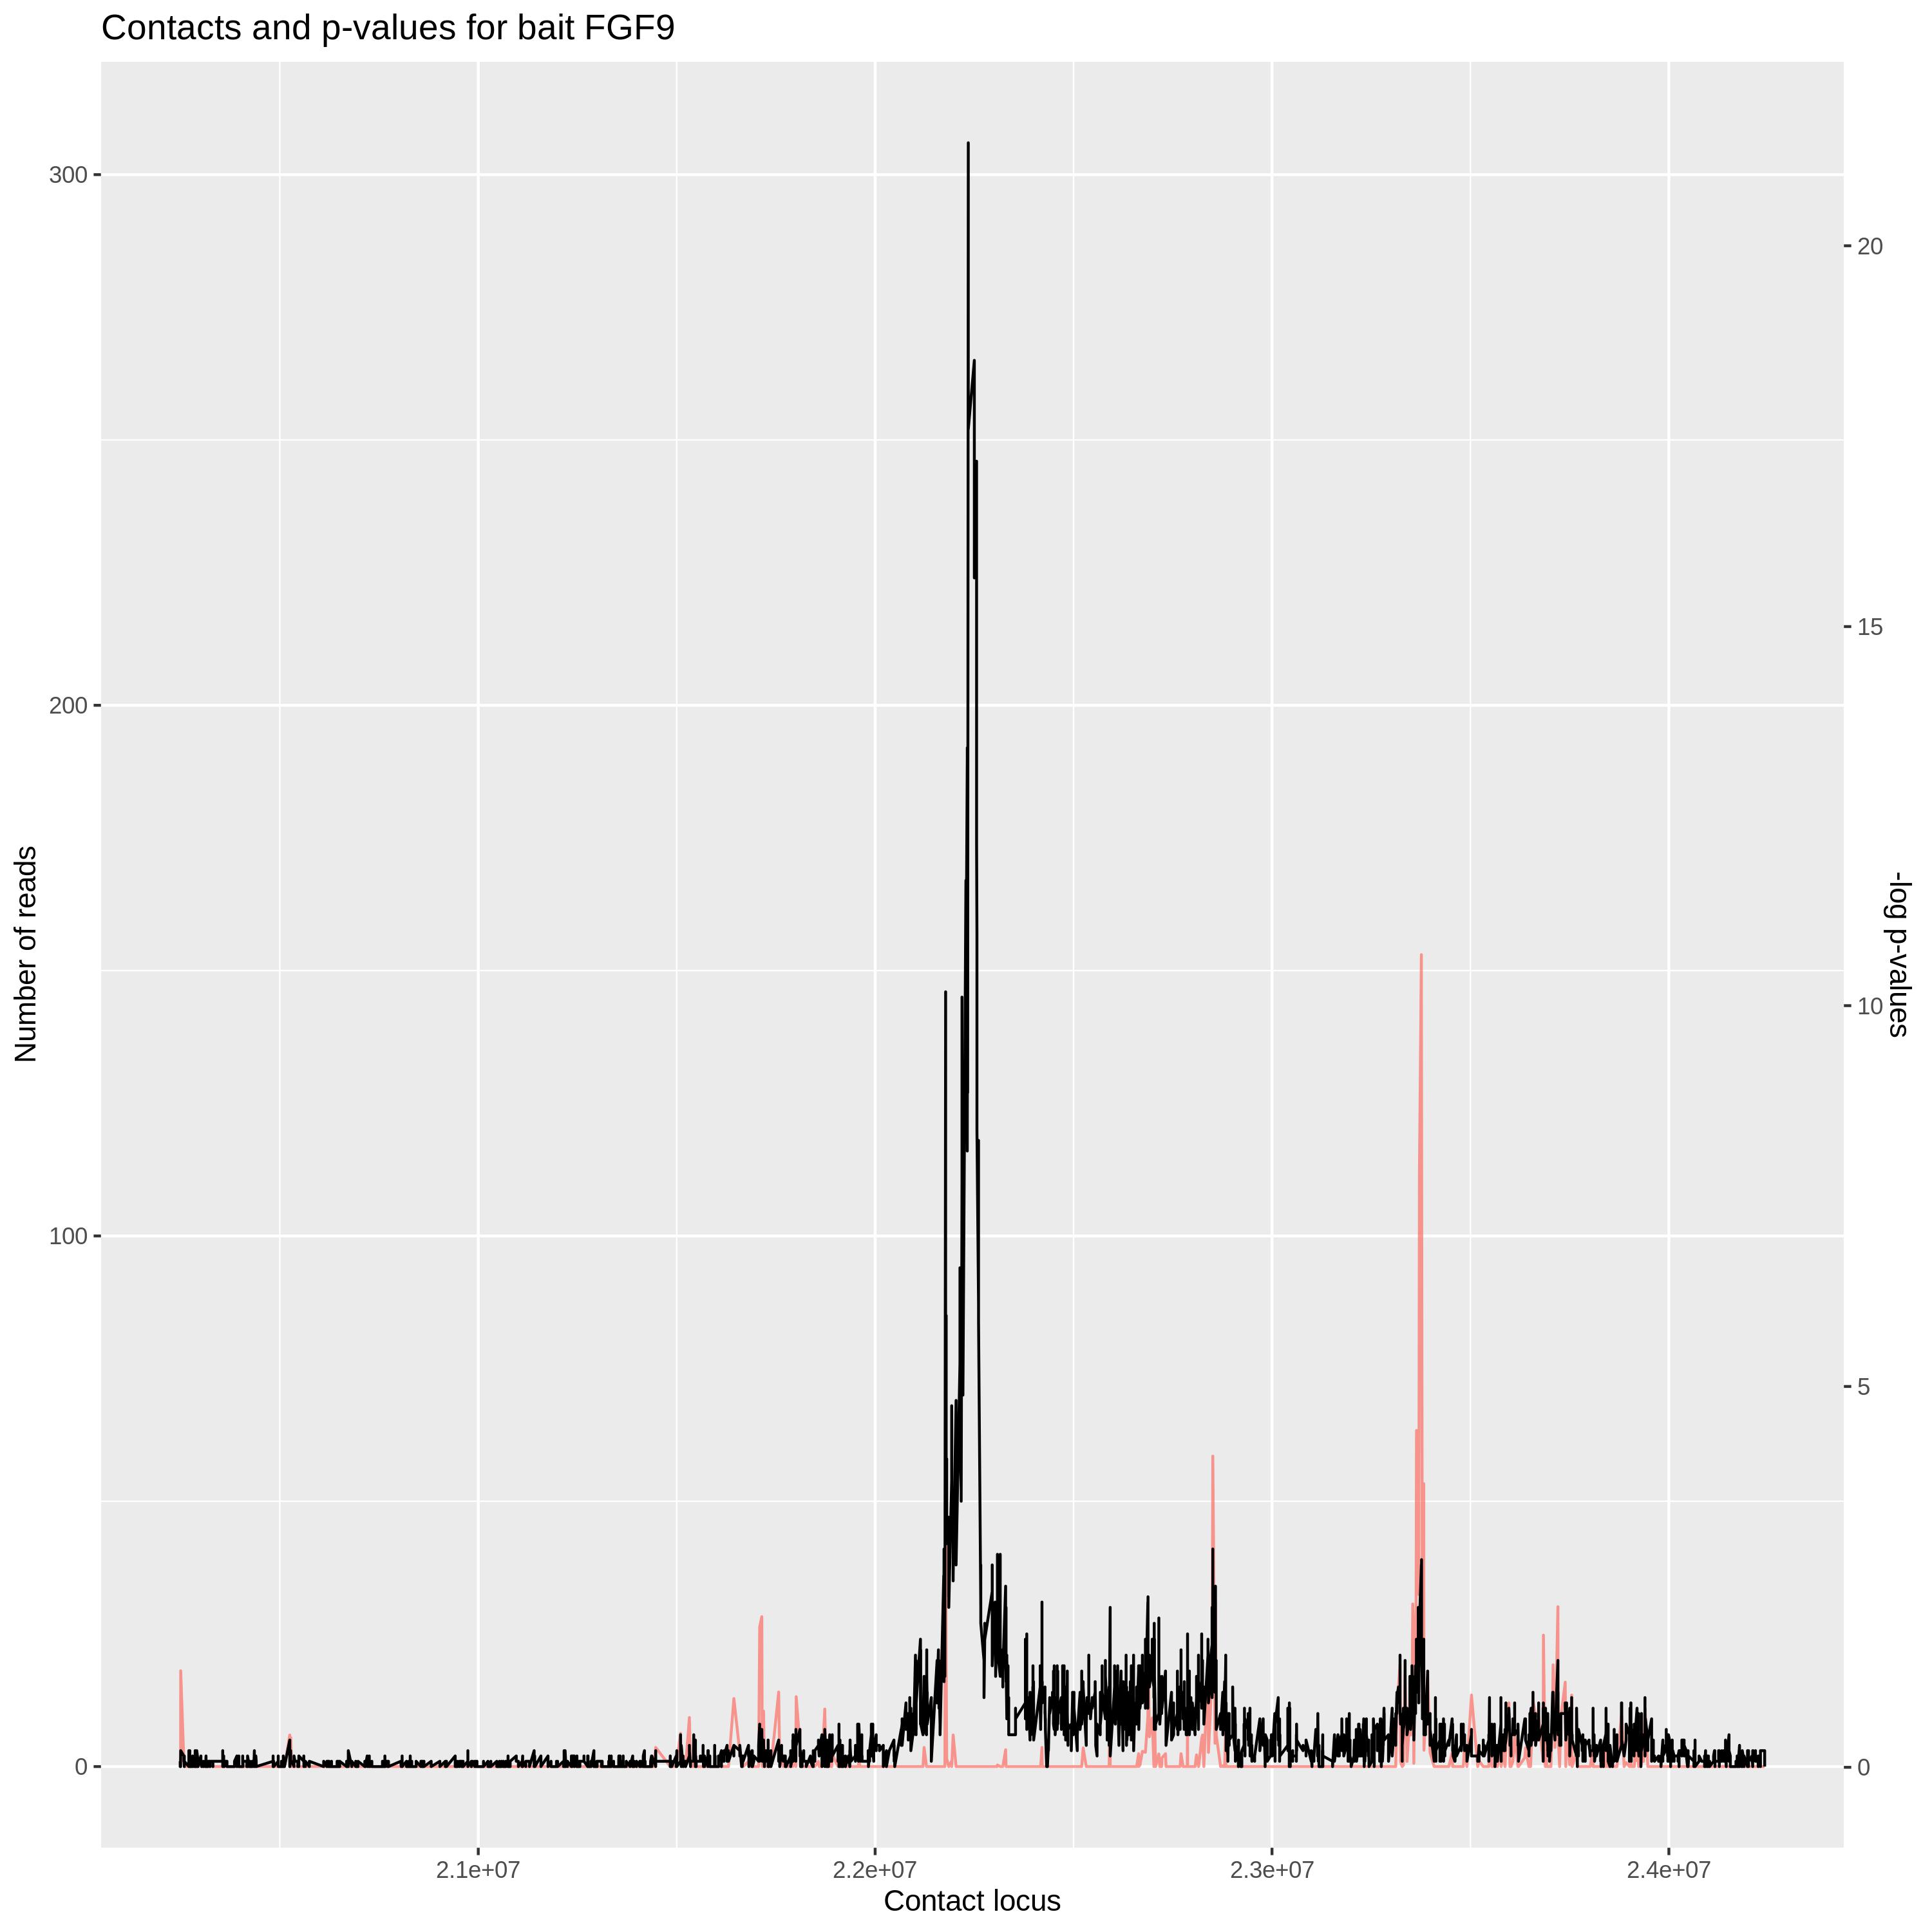 Contacts and p-values for bait FGF9
300
200
100
0
Number of reads
20
15
10
5
0
-log p-values
2.1e+07
2.2e+07
2.3e+07
2.4e+07
Contact locus